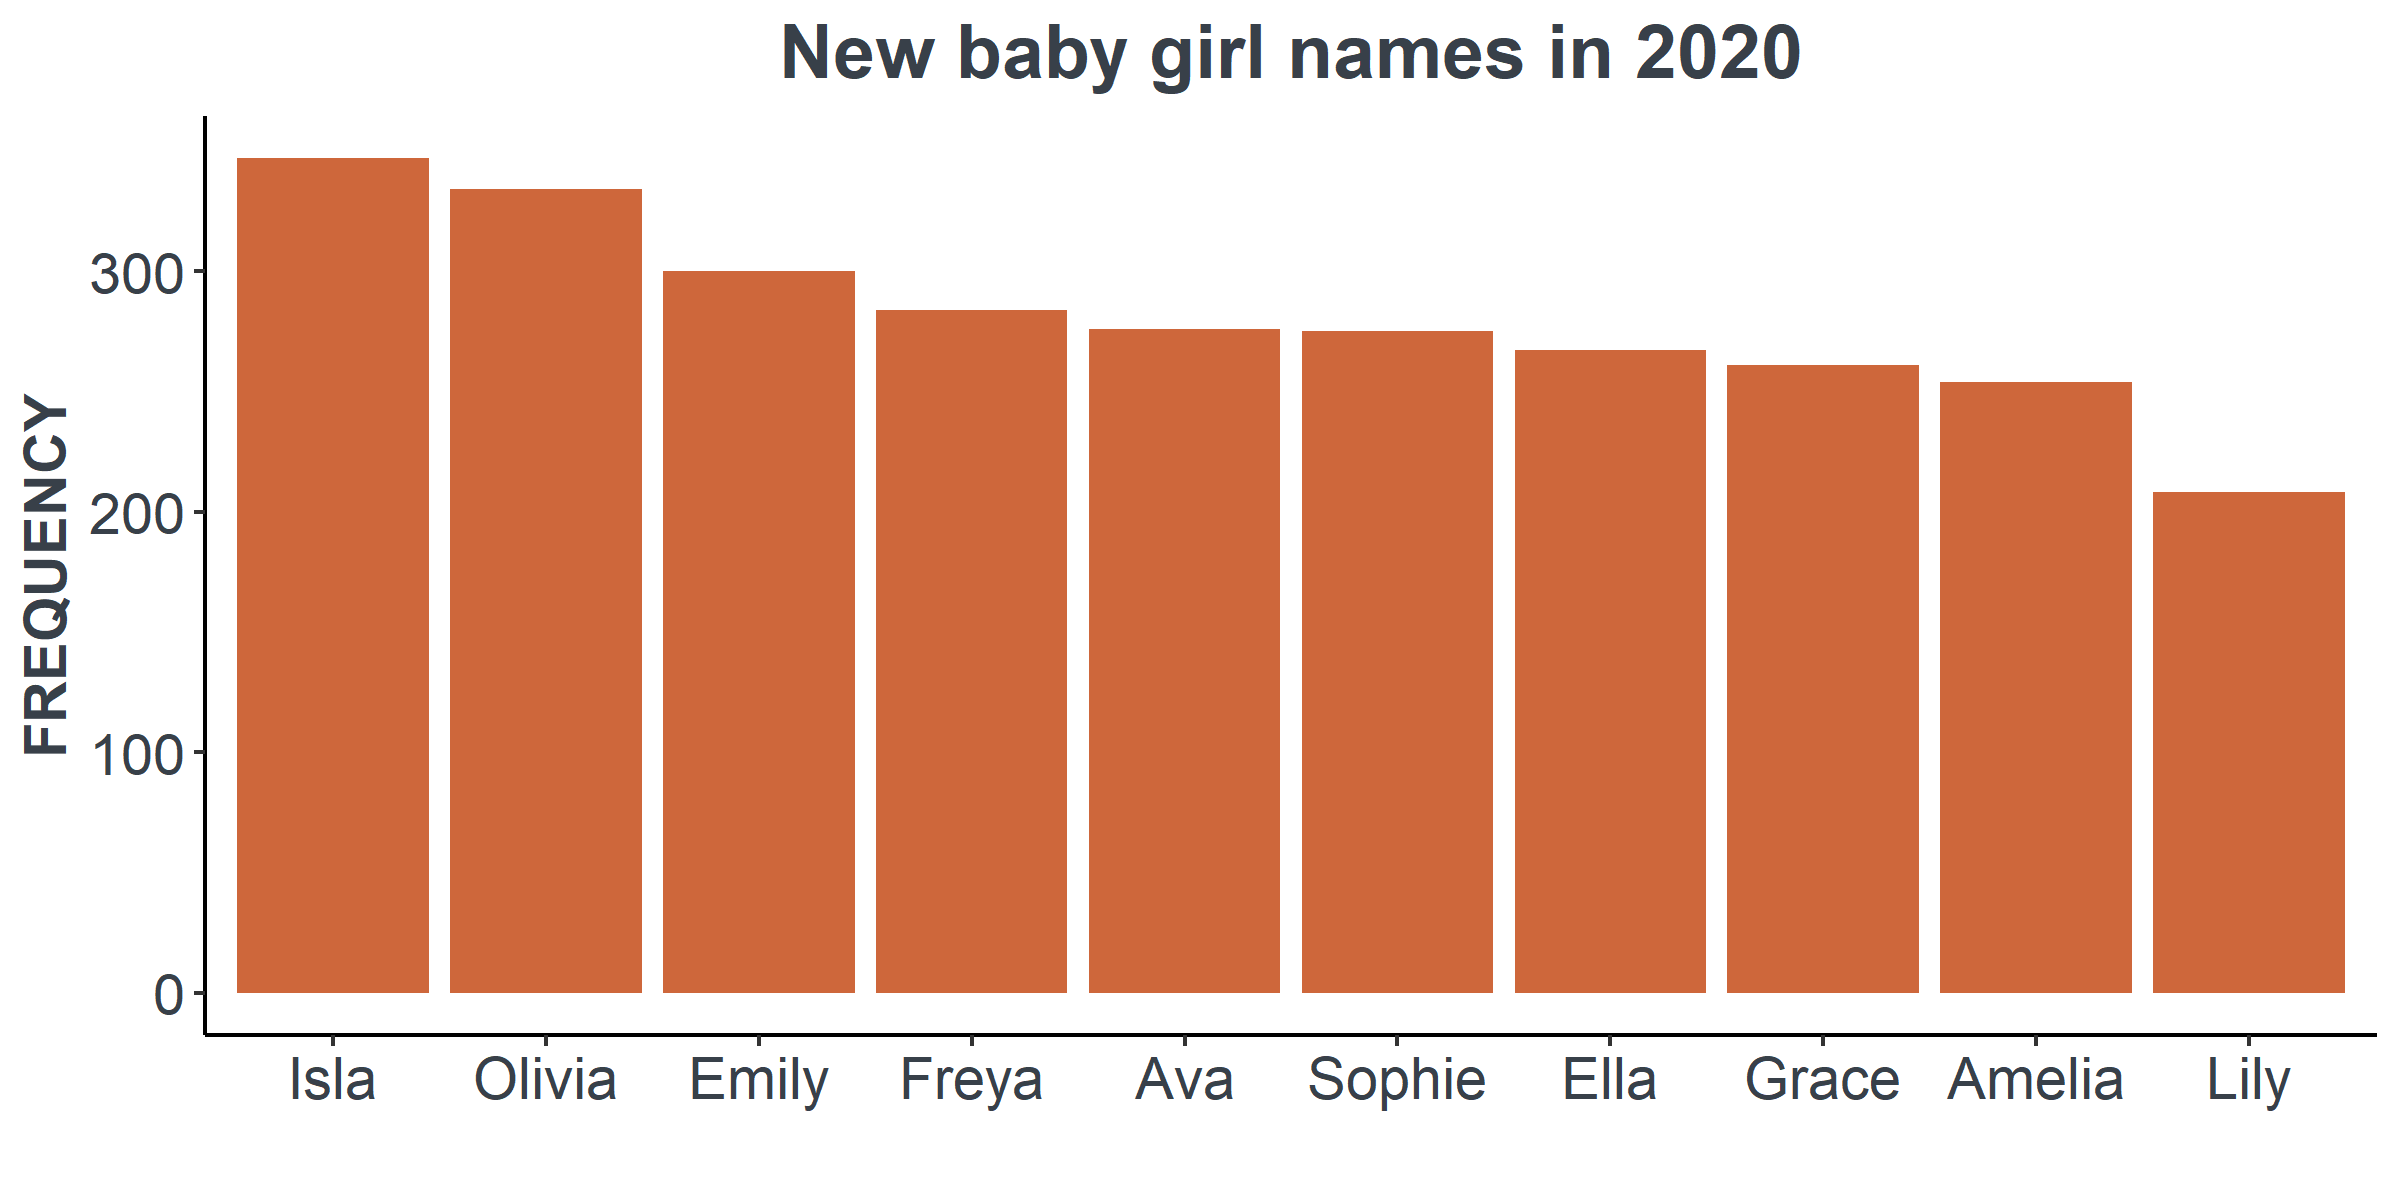 New baby girl names in 2020
FREQUENCY
300
200
100
0
Isla Olivia Emily Freya Ava Sophie Ella Grace Amelia Lily